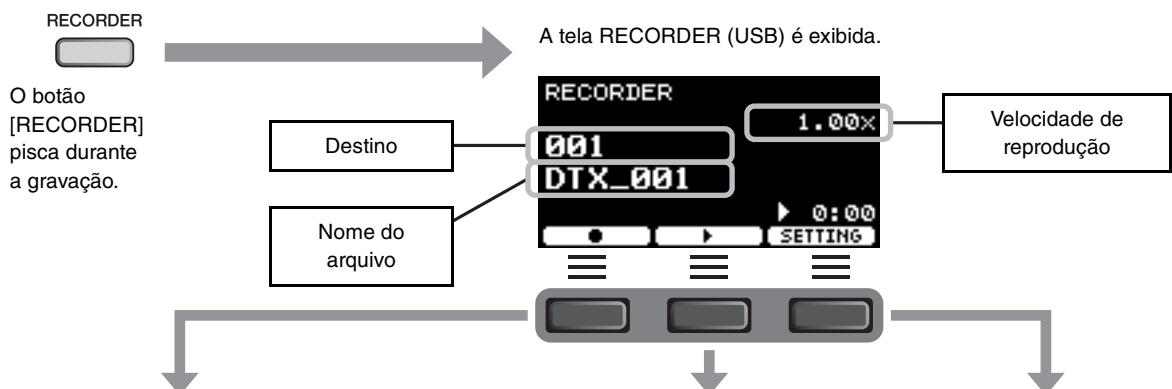 RECORDER
O botão
[RECORDER]
pisca durante
a gravação.
A tela RECORDER (USB) é exibida.
Destino
Nome do
arquivo
RECORDER
1.00×
001
DTX_001
0:00
SETTING
Velocidade de
reprodução